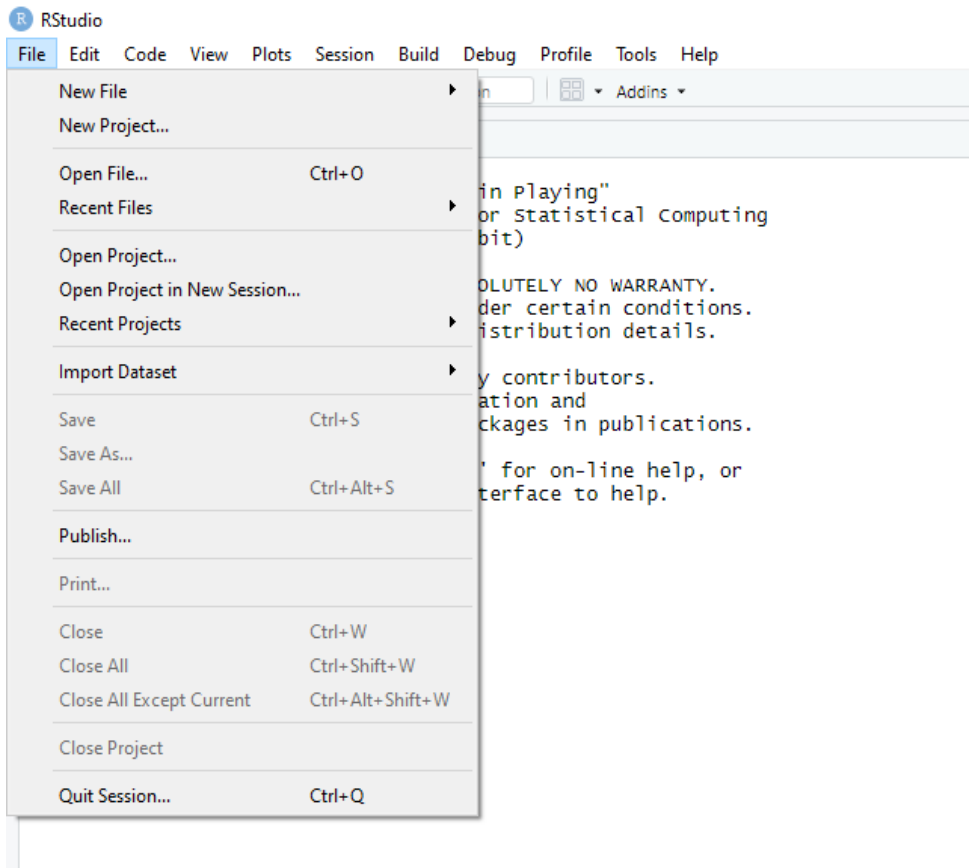 RStudio
File Edit Code View Plots Session Build Debug Profile Tools Help
Addins
New File
New Project...
Open File... Ctrl+O
Recent Files
Open Project...
Open Project in New Session...
Recent Projects
Import Dataset
Save Ctrl+S
Save As...
Save All Ctrl+Alt+S
Publish...
Print...
Close Ctrl+W
Close All Ctrl+Shift+W
Close All Except Current Ctrl+Alt+Shift+W
Close Project
Quit Session... Ctrl+Q
in Playing"
or Statistical Computing
bit)
OLUTELY NO WARRANTY.
der certain conditions.
istribution details.
y contributors.
ation and
ckages in publications.
' for on-line help, or
terface to help.